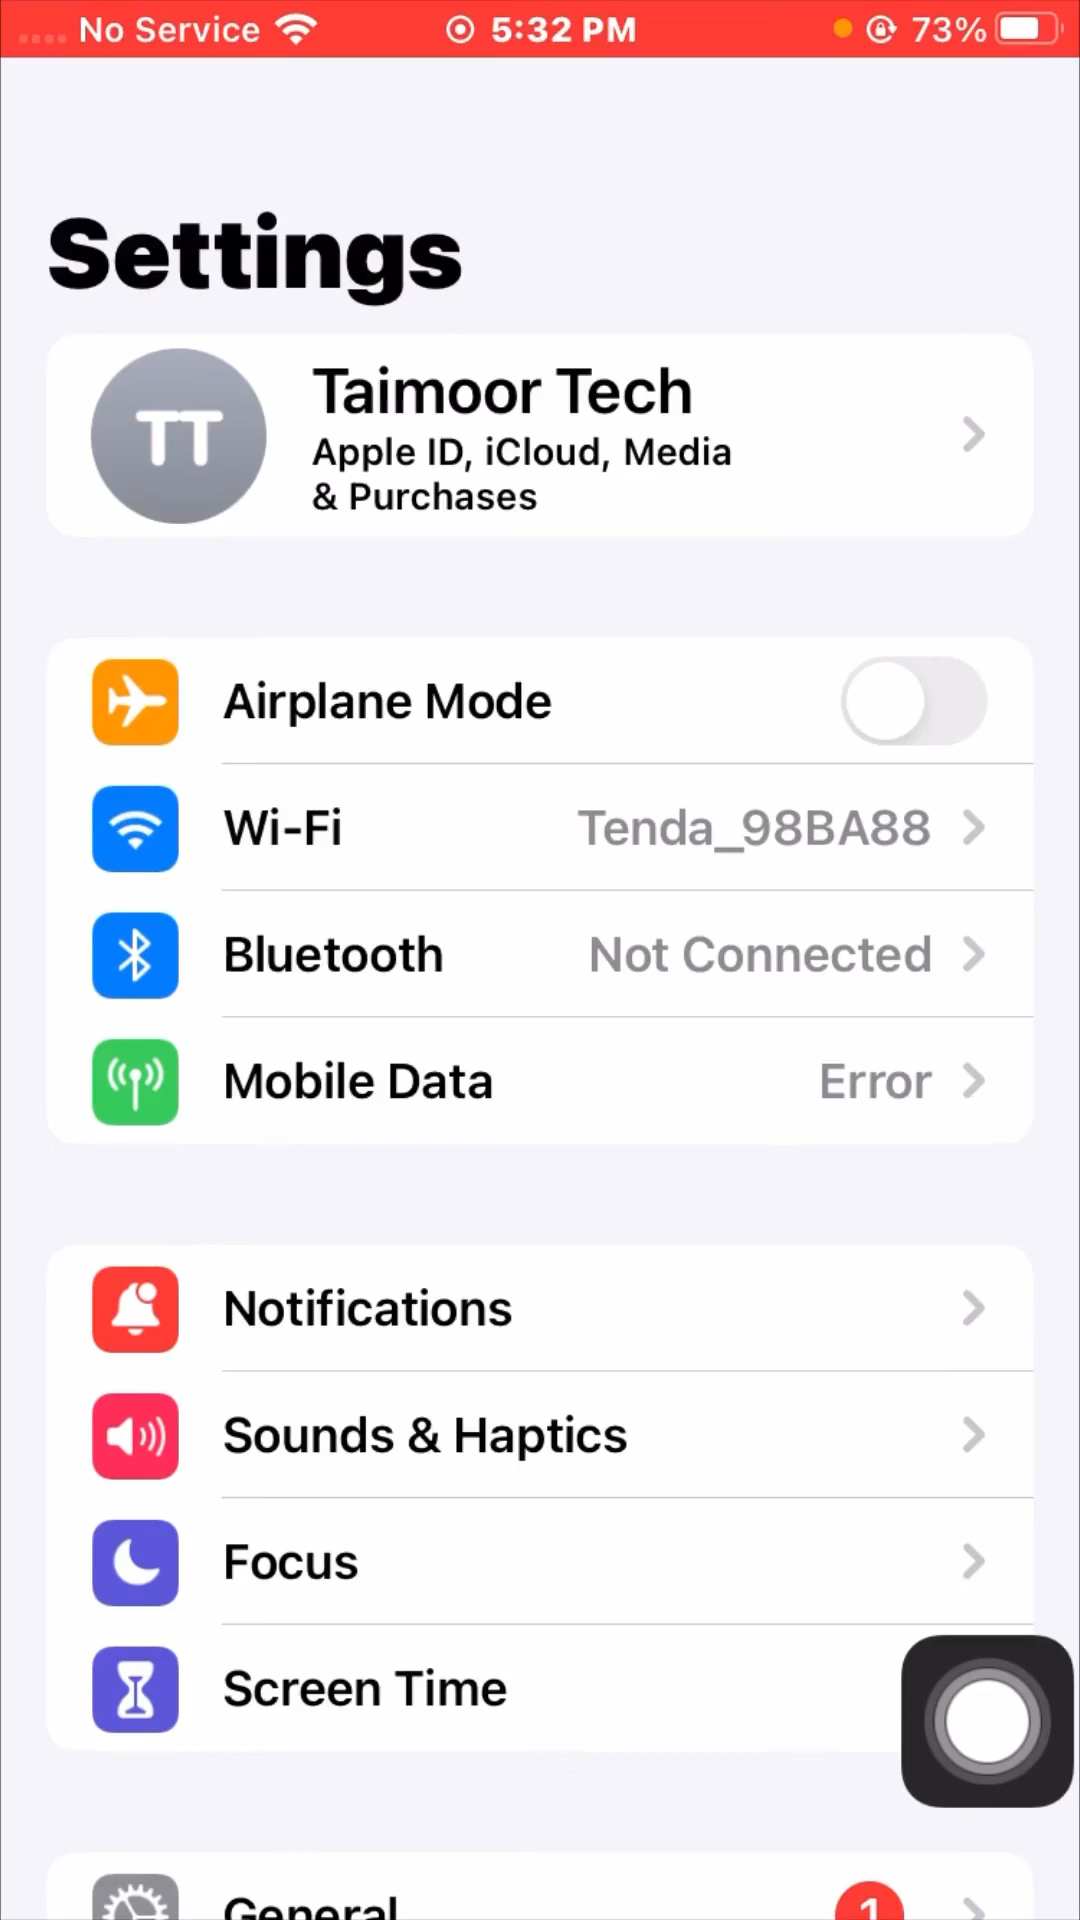 No Service 5:32 PM 73%
Settings
TT
Taimoor Tech
Apple ID, iCloud, Media
& Purchases
Airplane Mode
Wi-Fi Tenda_98BA88
Bluetooth Not Connected
Mobile Data Error
Notifications
Sounds & Haptics
Focus
Screen Time
General 1